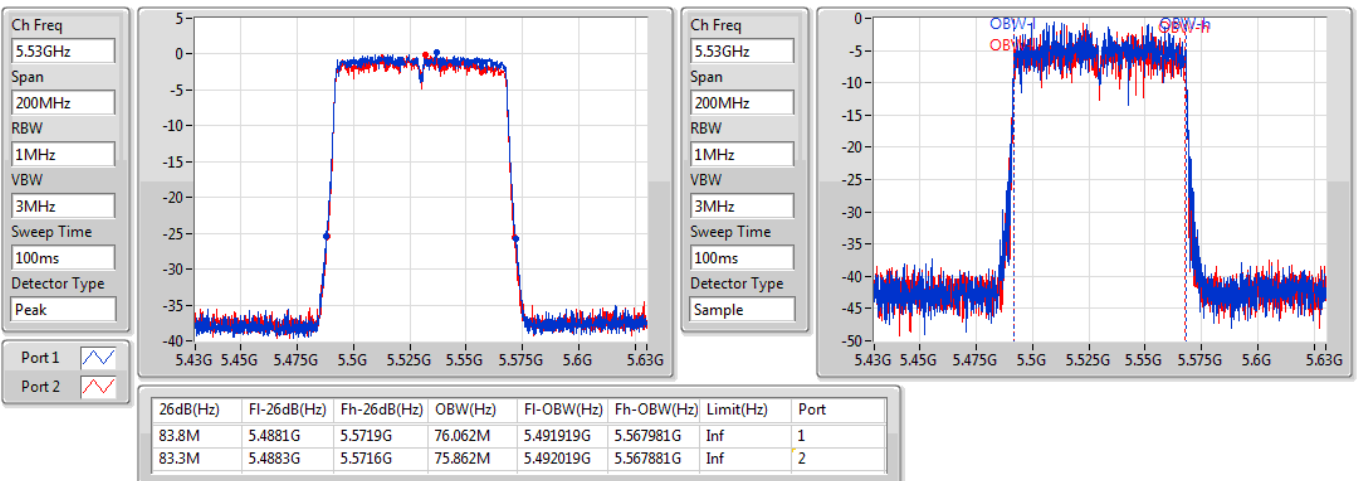 Ch Freq
5.53GHz
Span
200MHz
RBW
1MHz
VBW
3MHz
Sweep Time
100ms
Detector Type
Peak
Port 1
Port 2
5
0
-5
-10
-15
-20
-25
-30
-35
-40
5.43G 5.45G 5.475G 5.5G 5.525G 5.55G 5.575G 5.6G 5.63G
Ch Freq
5.53GHz
Span
200MHz
RBW
1MHz
VBW
3MHz
Sweep Time
100ms
Detector Type
Sample
0
-5
-10
-15
-20
-25
-30
-35
-40
-45
-50
5.43G 5.45G 5.475G 5.5G 5.525G 5.55G 5.575G 5.6G 5.63G
OBW-l
OBW-h
26dB(Hz) Fl-26dB(Hz) Fh-26dB(Hz) OBW(Hz) Fl-OBW(Hz) Fh-OBW(Hz) Limit(Hz) Port
83.8M 5.4881G 5.5719G 76.062M 5.491919G 5.567981G Inf 1
83.3M 5.4883G 5.5716G 75.862M 5.492019G 5.567881G Inf 2